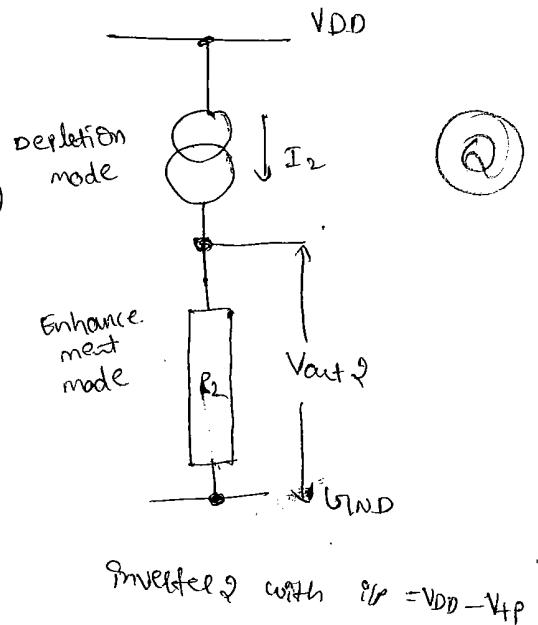 VDD
Depletion
mode
I2
Q
Enhance
ment
mode
R2
Vout 2
GND
inverter 2 with i/p = VDD - Vtp